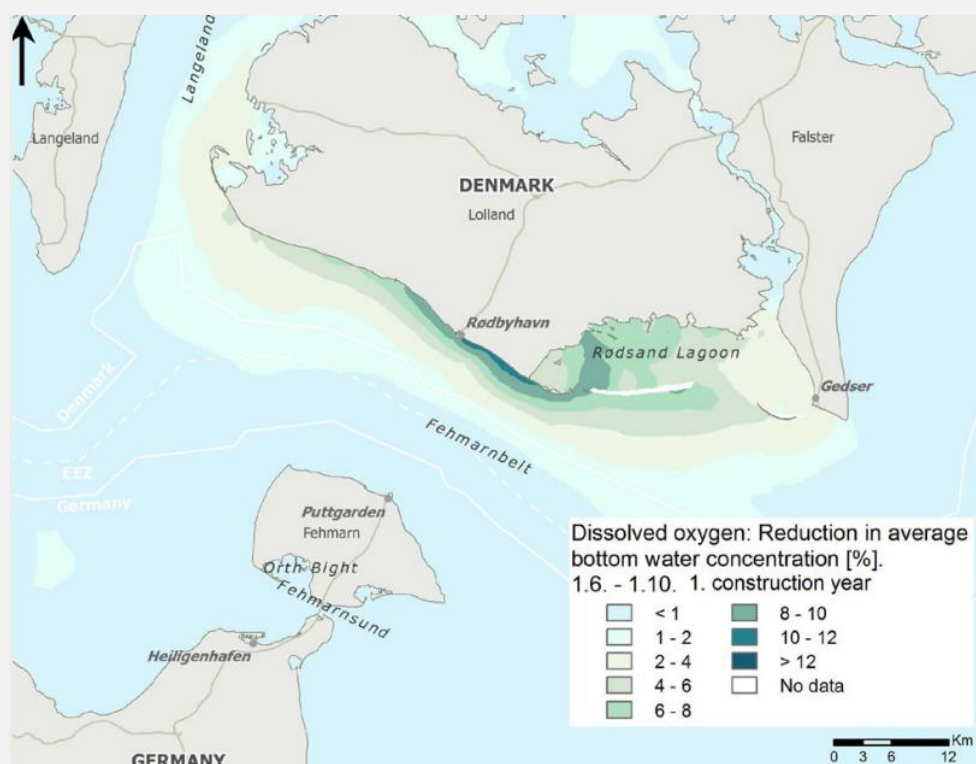 Langeland
Langeland
Falster
DENMARK
Lolland
Rødbyhavn
Rødsand Lagoon
Gedser
Denmark
Fehmarnbelt
EEZ
Germany
Puttgarden
Fehmarn
Orth Bight
Fehmarnsund
Heiligenhafen
GERMANY
Dissolved oxygen: Reduction in average
bottom water concentration [%].
1.6. - 1.10. 1. construction year
< 1
1 - 2
2 - 4
4 - 6
6 - 8
8 - 10
10 - 12
> 12
No data
Km
0 3 6 12